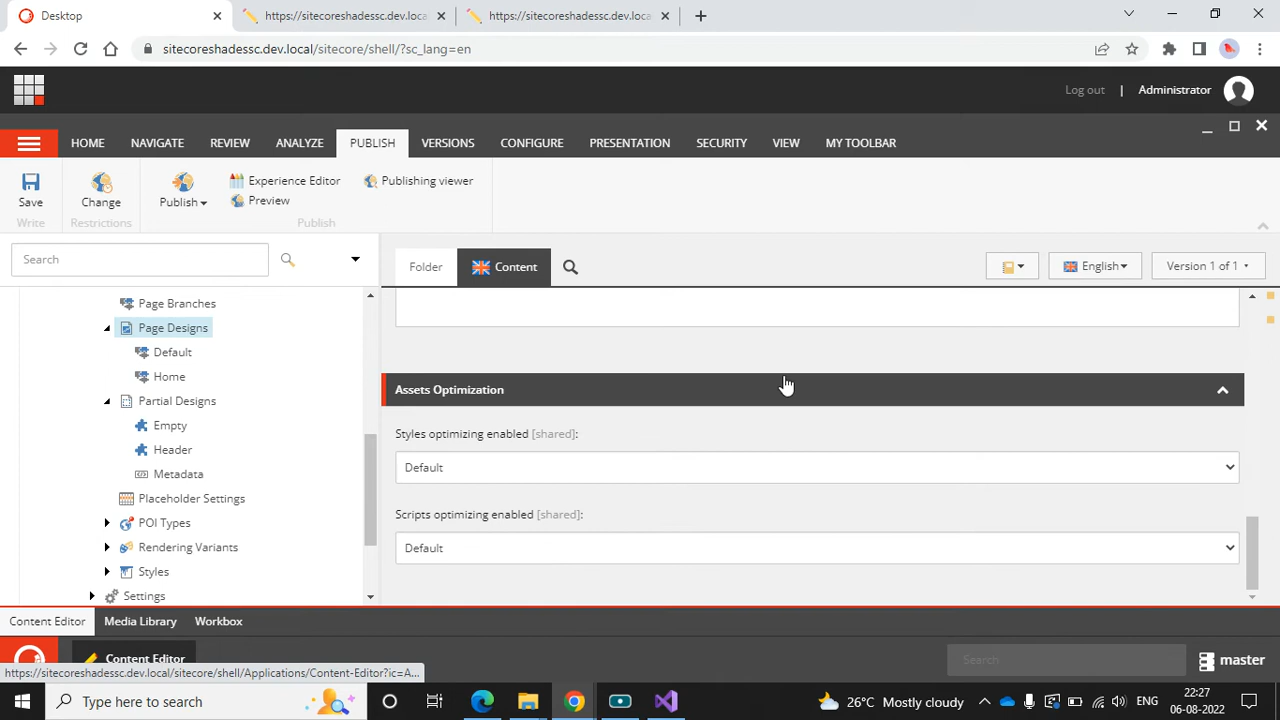 Desktop
https://sitecoreshadessc.dev.loca
https://sitecoreshadessc.dev.loca
sitecoreshadessc.dev.local/sitecore/shell/?sc_lang=en
Log out | Administrator
HOME NAVIGATE REVIEW ANALYZE PUBLISH VERSIONS CONFIGURE PRESENTATION SECURITY VIEW MY TOOLBAR
Save
Write
Change
Restrictions
Publish
Experience Editor
Preview
Publishing viewer
Publish
Search
Folder
Content
English
Version 1 of 1
Page Branches
Page Designs
Default
Home
Partial Designs
Empty
Header
Metadata
Placeholder Settings
POI Types
Rendering Variants
Styles
Settings
Assets Optimization
Styles optimizing enabled [shared]:
Default
Scripts optimizing enabled [shared]:
Default
Content Editor Media Library Workbox
Content Editor
Search
master
https://sitecoreshadessc.dev.local/sitecore/shell/Applications/Content-Editor?ic=A...
Type here to search
26°C Mostly cloudy
ENG
22:27
06-08-2022